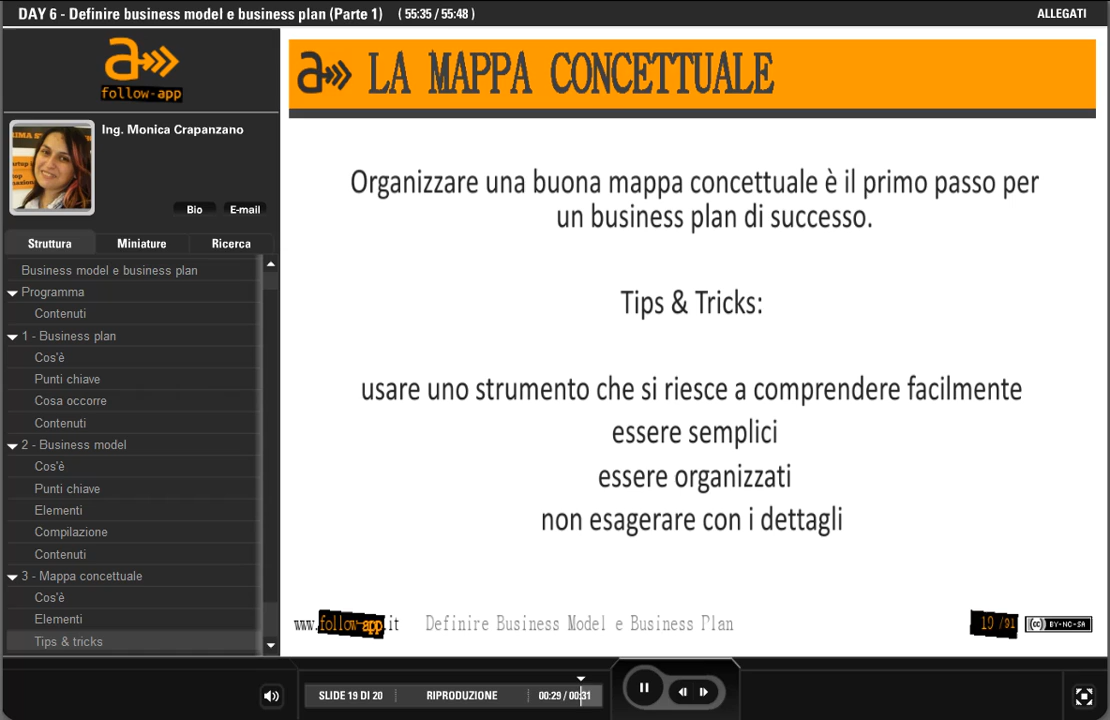 DAY 6 - Definire business model e business plan (Parte 1) ( 55:35 / 55:48 )
ALLEGATI
a
follow-app
Ing. Monica Crapanzano
Bio
E-mail
Struttura
Miniature
Ricerca
Business model e business plan
Programma
Contenuti
1 - Business plan
Cos'è
Punti chiave
Cosa occorre
Contenuti
2 - Business model
Cos'è
Punti chiave
Elementi
Compilazione
Contenuti
3 - Mappa concettuale
Cos'è
Elementi
Tips & tricks
a LA MAPPA CONCETTUALE
Organizzare una buona mappa concettuale è il primo passo per
un business plan di successo.
Tips & Tricks:
usare uno strumento che si riesce a comprendere facilmente
essere semplici
essere organizzati
non esagerare con i dettagli
www.follow-app.it
Definire Business Model e Business Plan
cc BY-NC-SA
SLIDE 19 DI 20
RIPRODUZIONE
00:29 / 00:31